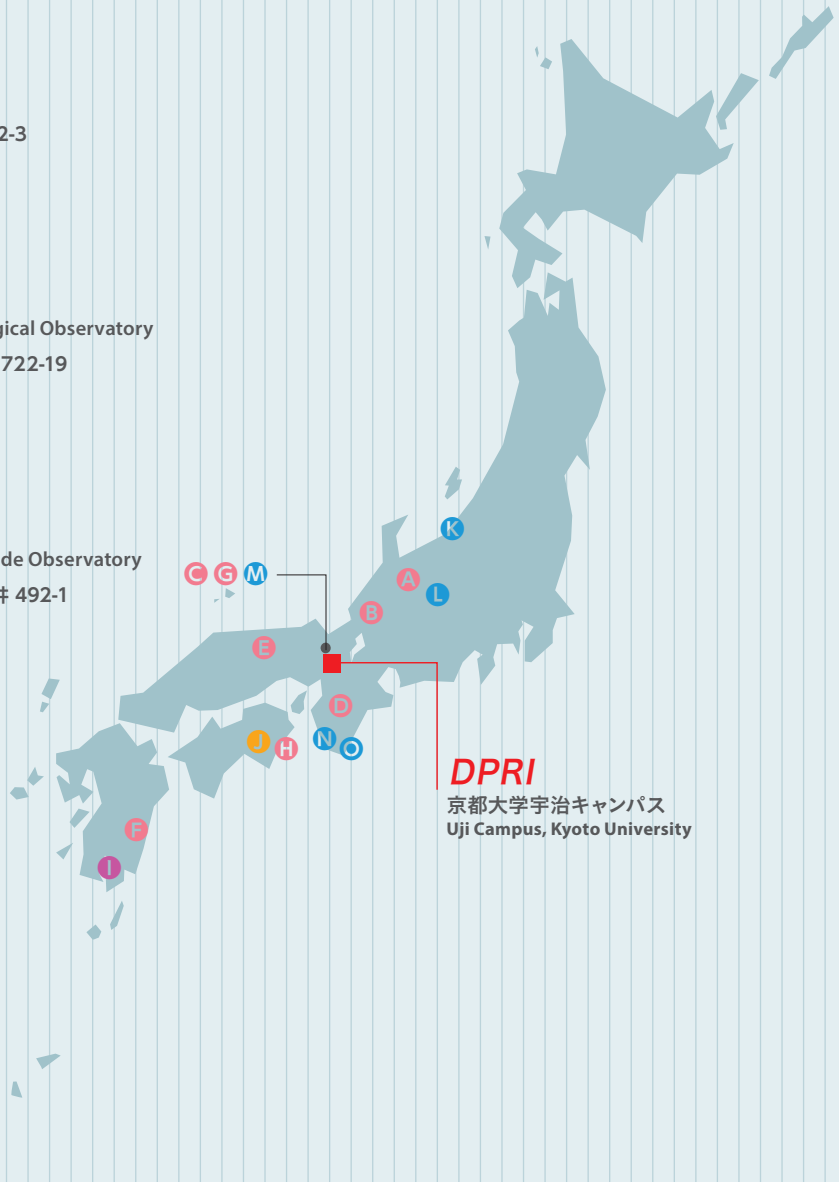 2-3
gical Observatory
722-19
de Observatory
井 492-1
K
C G M
A
L
B
E
D
J H N O
DPRI
京都大学宇治キャンパス
Uji Campus, Kyoto University
F
I